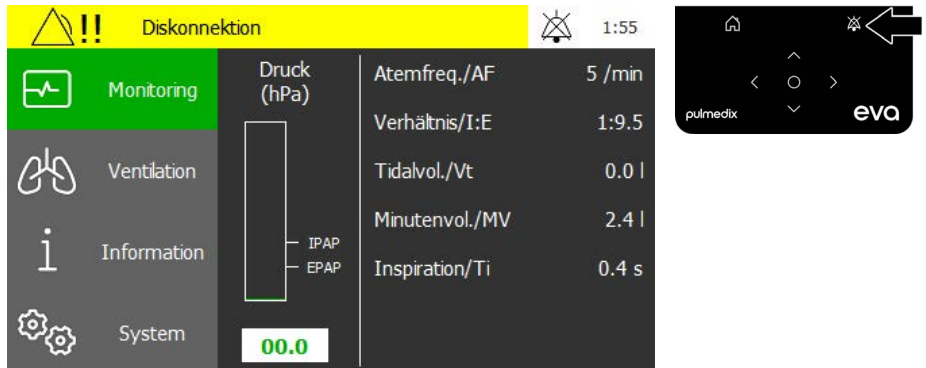 !! Diskonnektion 1:55
Monitoring
Ventilation
Information
System
Druck
(hPa)
IPAP
EPAP
00.0
Atemfreq./AF 5 /min
Verhältnis/I:E 1:9.5
Tidalvol./Vt 0.0 l
Minutenvol./MV 2.4 l
Inspiration/Ti 0.4 s
pulmedix eva